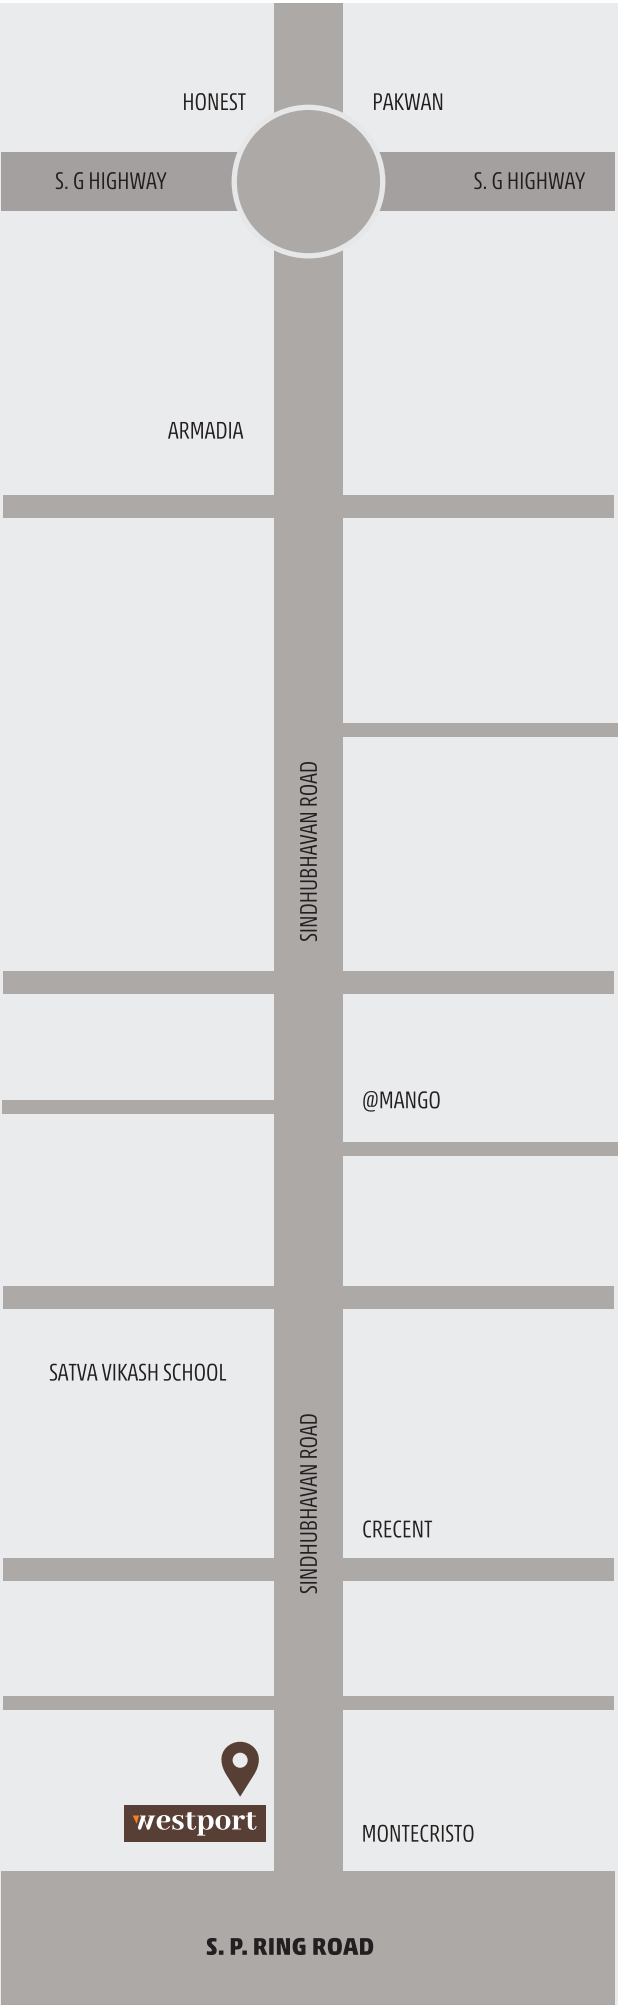 HONEST
PAKWAN
S. G HIGHWAY
S. G HIGHWAY
ARMADIA
SINDHUBHAVAN ROAD
@MANGO
SATVA VIKASH SCHOOL
SINDHUBHAVAN ROAD
CRECENT
westport
MONTECRISTO
S. P. RING ROAD